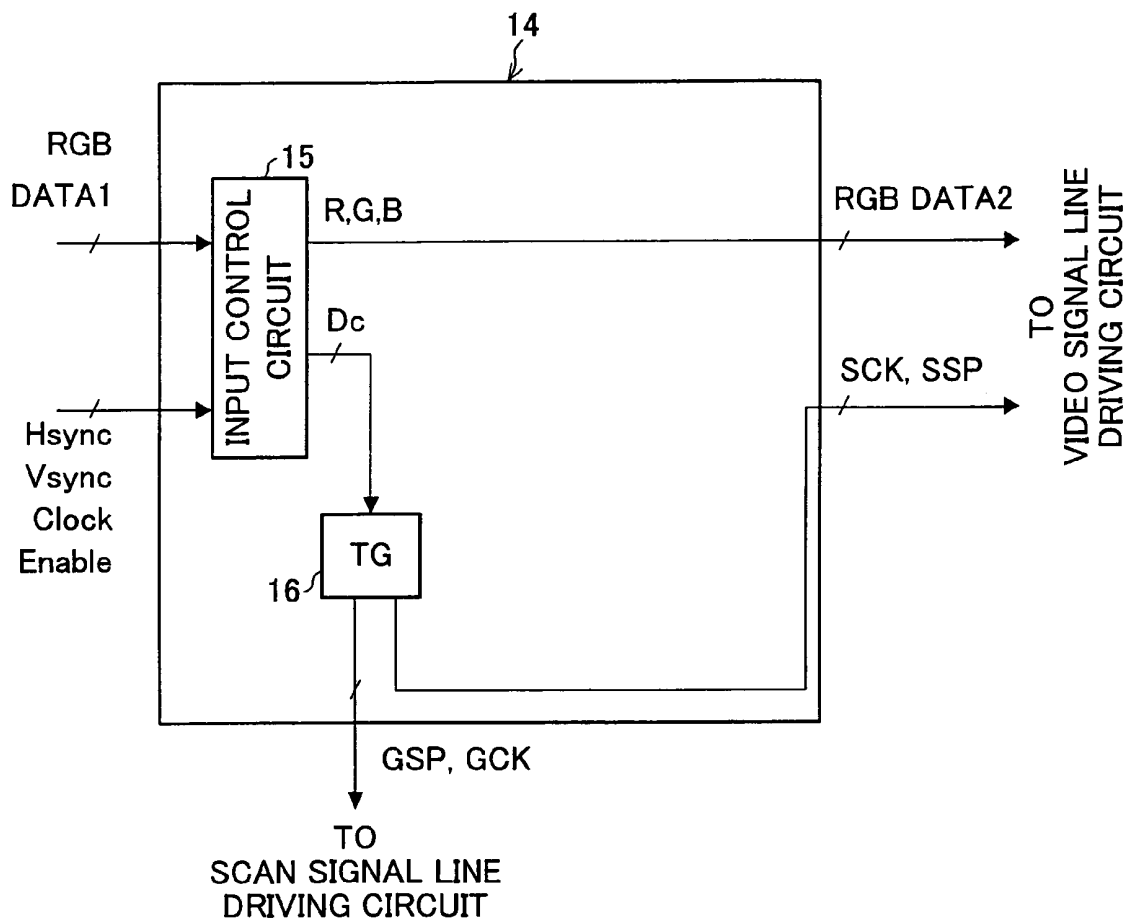 14
RGB
DATA1
15
INPUT CONTROL
CIRCUIT
R,G,B
RGB DATA2
Dc
SCK, SSP
TO
VIDEO SIGNAL LINE
DRIVING CIRCUIT
Hsync
Vsync
Clock
Enable
TG
16
GSP, GCK
TO
SCAN SIGNAL LINE
DRIVING CIRCUIT